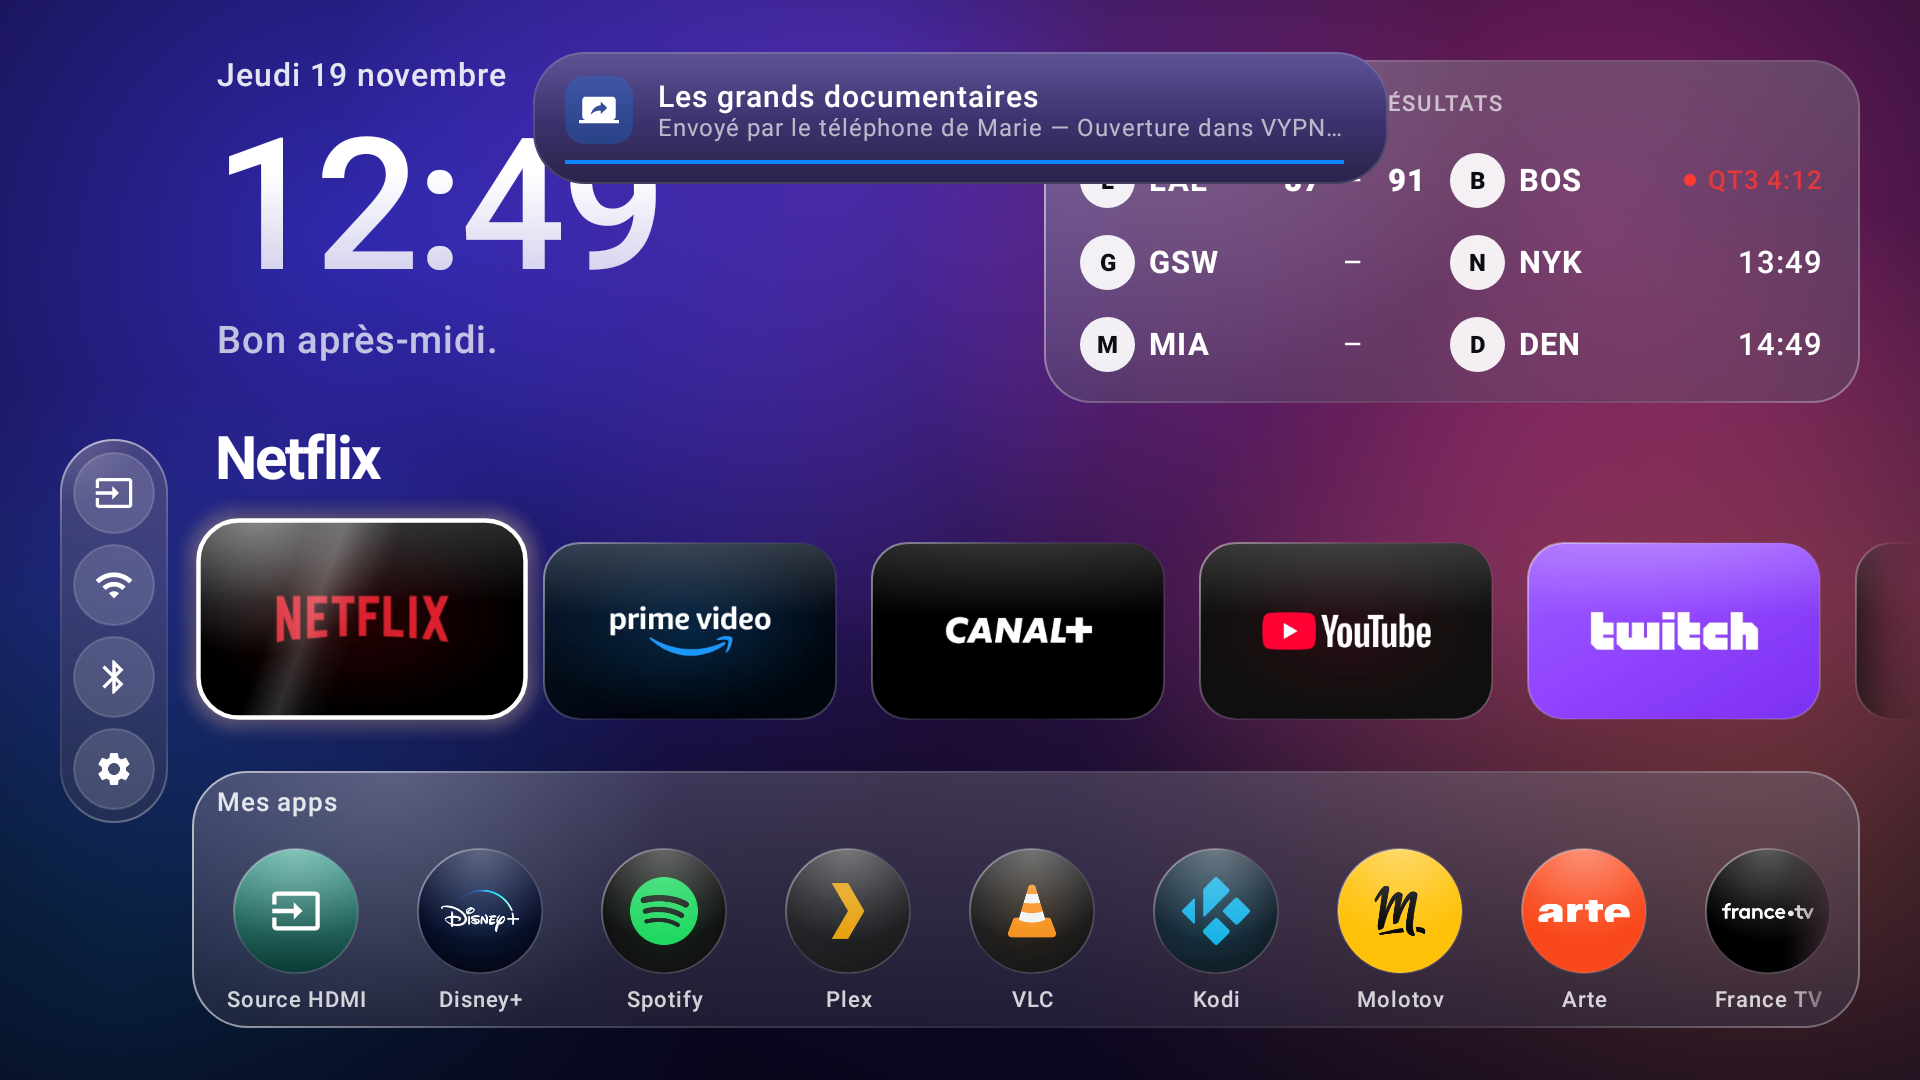 Jeudi 19 novembre
12:49
Bon après-midi.
Les grands documentaires
Envoyé par le téléphone de Marie — Ouverture dans VYPN…
ÉSULTATS
91 B BOS QT3 4:12
G GSW – N NYK 13:49
M MIA – D DEN 14:49
Netflix
NETFLIX
prime video
CANAL+
YouTube
twitch
Mes apps
Disney+
M.
arte
france•tv
Source HDMI
Disney+
Spotify
Plex
VLC
Kodi
Molotov
Arte
France TV